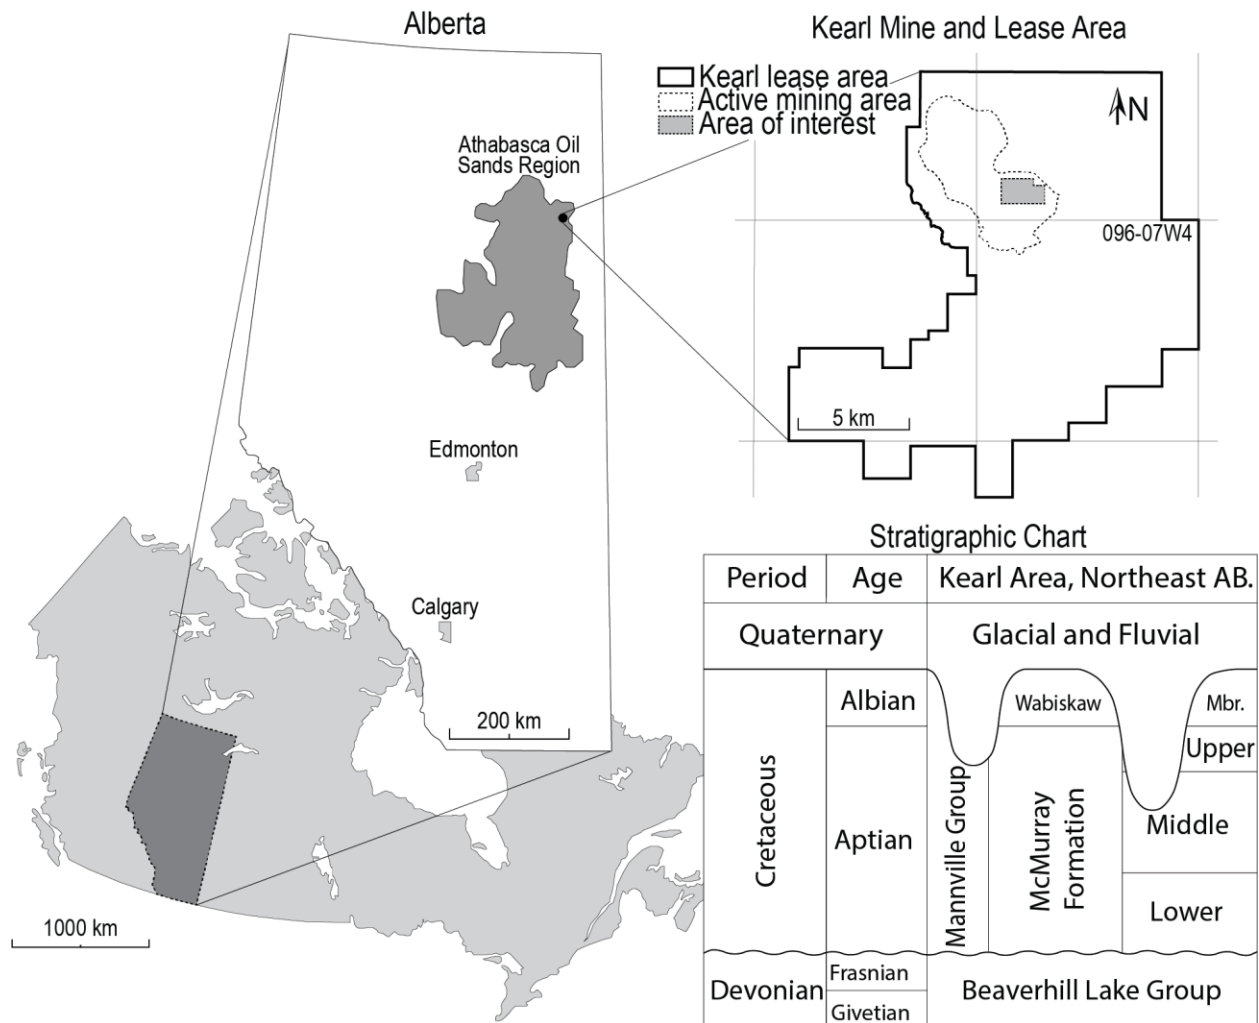 Alberta
Athabasca Oil
Sands Region
Edmonton
Calgary
200 km
1000 km
Kearl Mine and Lease Area
Kearl lease area
Active mining area
Area of interest
N
096-07W4
5 km
Stratigraphic Chart
Period Age Kearl Area, Northeast AB.
Quaternary Glacial and Fluvial
Cretaceous
Albian
Aptian
Mannville Group
Wabiskaw Mbr.
McMurray
Formation
Upper
Middle
Lower
Devonian
Frasnian
Givetian
Beaverhill Lake Group